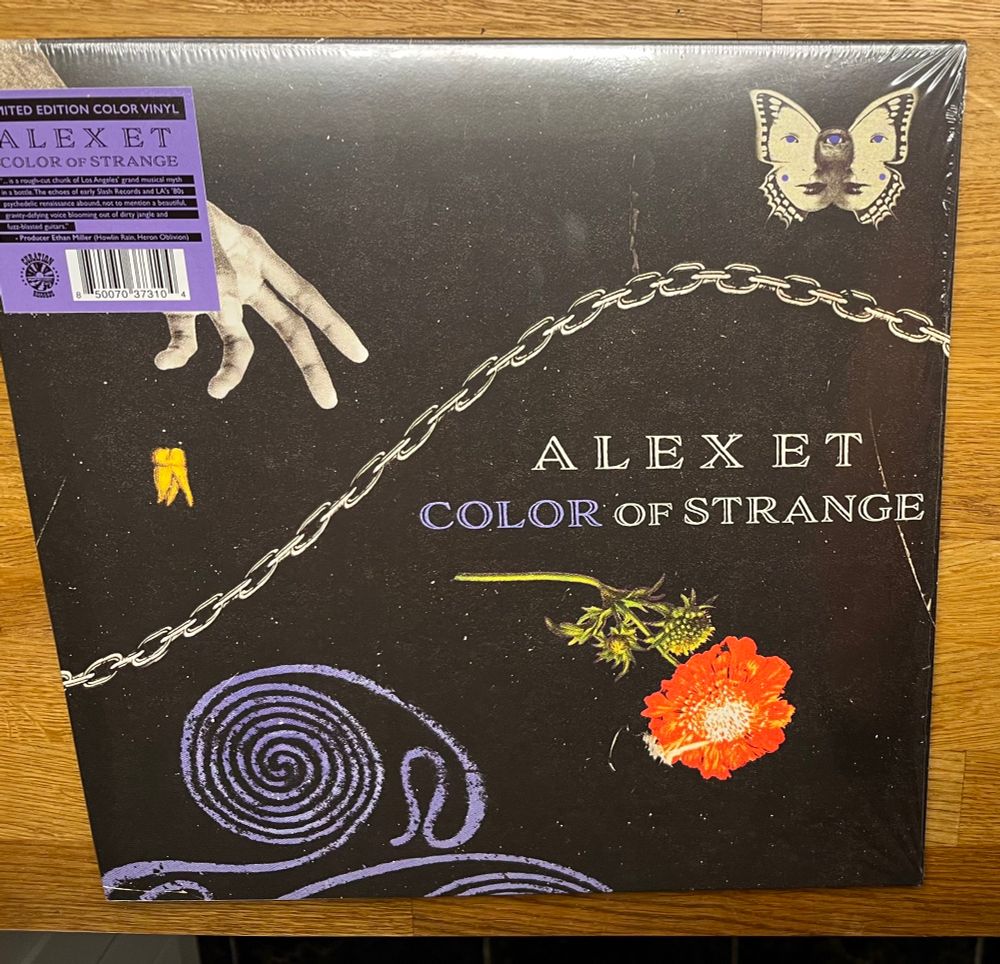 MITED EDITION COLOR VINYL
ALEX ET
COLOR OF STRANGE
"... is a rough-cut chunk of Los Angeles' grand musical myth
in a bottle. The echoes of early Slash Records and LA's '80s
psychedelic renaissance abound, not to mention a beautiful,
gravity-defying voice blooming out of dirty jangle and
fuzz-blasted guitars."
- Producer Ethan Miller (Howlin Rain, Heron Oblivion)
CURATION
RECORDS
8 50070 37310 4
ALEX ET
COLOR OF STRANGE